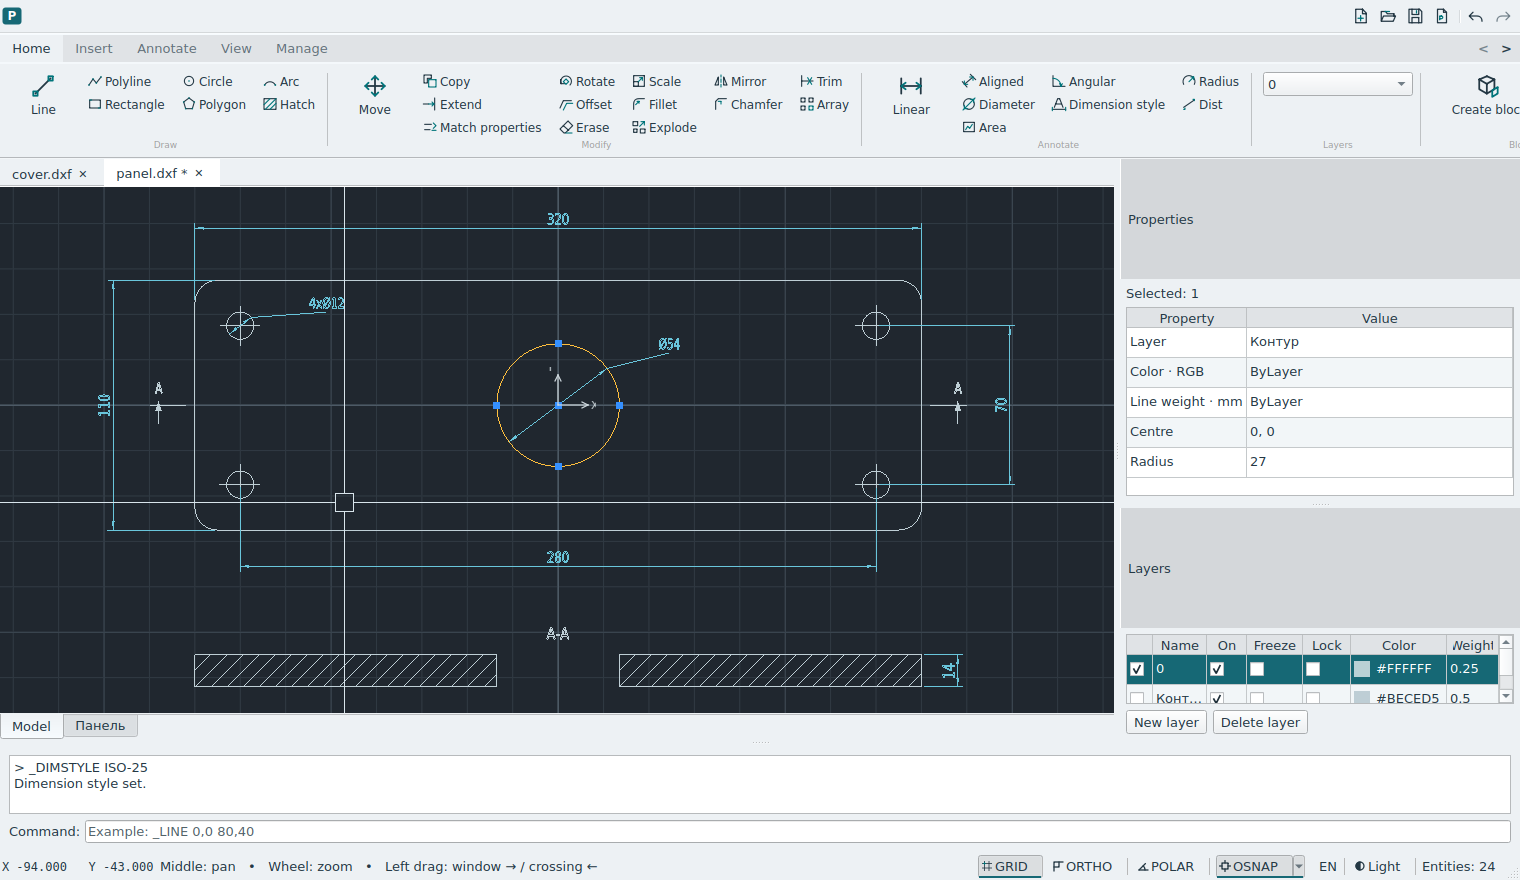 P
Home Insert Annotate View Manage < >
Line Polyline Circle Arc Rectangle Polygon Hatch
Draw
Move Copy Rotate Scale Mirror Trim
Extend Offset Fillet Chamfer Array
Match properties Erase Explode
Modify
Linear Aligned Angular Radius
Diameter Dimension style Dist
Area
Annotate
0
Layers
Create bloc
Blo
cover.dxf × panel.dxf * ×
320
4xØ12
Ø54
A A
110
70
X
280
A-A
14
Model Панель
Properties
Selected: 1
Property Value
Layer Контур
Color · RGB ByLayer
Line weight · mm ByLayer
Centre 0, 0
Radius 27
Layers
Name On Freeze Lock Color Weight
0 #FFFFFF 0.25
Конт... #BECED5 0.5
New layer Delete layer
> _DIMSTYLE ISO-25
Dimension style set.
Command: Example: _LINE 0,0 80,40
X -94.000 Y -43.000 Middle: pan • Wheel: zoom • Left drag: window → / crossing ← GRID ORTHO POLAR OSNAP EN Light Entities: 24